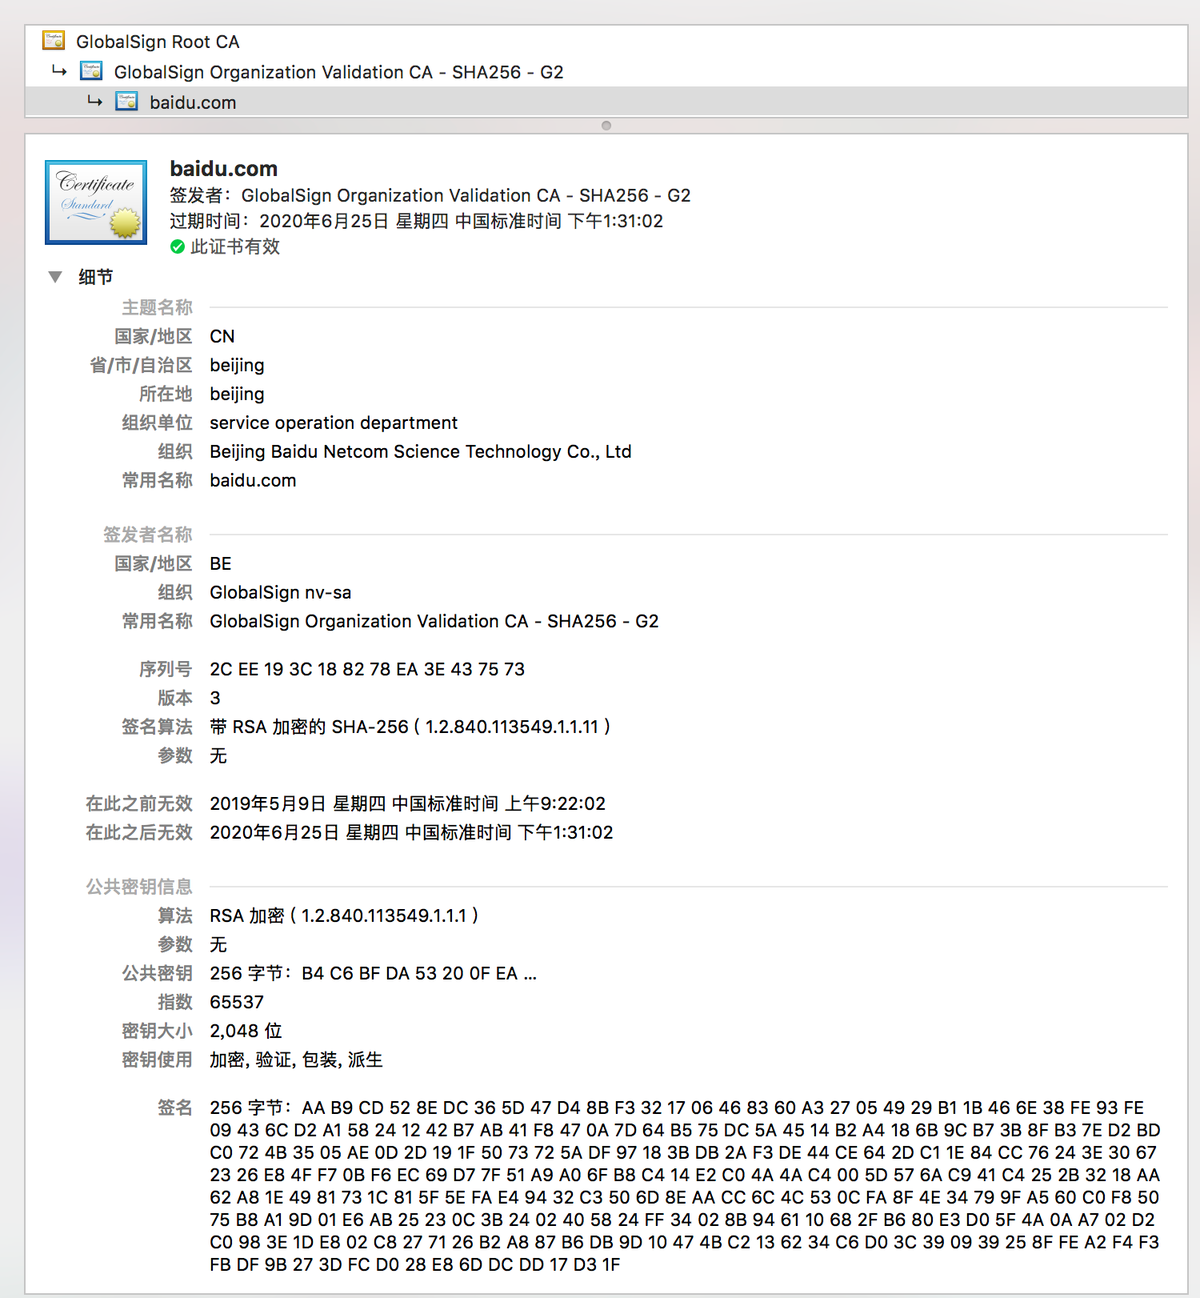 GlobalSign Root CA
GlobalSign Organization Validation CA - SHA256 - G2
baidu.com
Certificate
Standard
baidu.com
签发者：GlobalSign Organization Validation CA - SHA256 - G2
过期时间：2020年6月25日 星期四 中国标准时间 下午1:31:02
此证书有效
细节
主题名称
国家/地区 CN
省/市/自治区 beijing
所在地 beijing
组织单位 service operation department
组织 Beijing Baidu Netcom Science Technology Co., Ltd
常用名称 baidu.com
签发者名称
国家/地区 BE
组织 GlobalSign nv-sa
常用名称 GlobalSign Organization Validation CA - SHA256 - G2
序列号 2C EE 19 3C 18 82 78 EA 3E 43 75 73
版本 3
签名算法 带 RSA 加密的 SHA-256 ( 1.2.840.113549.1.1.11 )
参数 无
在此之前无效 2019年5月9日 星期四 中国标准时间 上午9:22:02
在此之后无效 2020年6月25日 星期四 中国标准时间 下午1:31:02
公共密钥信息
算法 RSA 加密 ( 1.2.840.113549.1.1.1 )
参数 无
公共密钥 256 字节：B4 C6 BF DA 53 20 0F EA ...
指数 65537
密钥大小 2,048 位
密钥使用 加密, 验证, 包装, 派生
签名 256 字节：AA B9 CD 52 8E DC 36 5D 47 D4 8B F3 32 17 06 46 83 60 A3 27 05 49 29 B1 1B 46 6E 38 FE 93 FE
09 43 6C D2 A1 58 24 12 42 B7 AB 41 F8 47 0A 7D 64 B5 75 DC 5A 45 14 B2 A4 18 6B 9C B7 3B 8F B3 7E D2 BD
C0 72 4B 35 05 AE 0D 2D 19 1F 50 73 72 5A DF 97 18 3B DB 2A F3 DE 44 CE 64 2D C1 1E 84 CC 76 24 3E 30 67
23 26 E8 4F F7 0B F6 EC 69 D7 7F 51 A9 A0 6F B8 C4 14 E2 C0 4A 4A C4 00 5D 57 6A C9 41 C4 25 2B 32 18 AA
62 A8 1E 49 81 73 1C 81 5F 5E FA E4 94 32 C3 50 6D 8E AA CC 6C 4C 53 0C FA 8F 4E 34 79 9F A5 60 C0 F8 50
75 B8 A1 9D 01 E6 AB 25 23 0C 3B 24 02 40 58 24 FF 34 02 8B 94 61 10 68 2F B6 80 E3 D0 5F 4A 0A A7 02 D2
C0 98 3E 1D E8 02 C8 27 71 26 B2 A8 87 B6 DB 9D 10 47 4B C2 13 62 34 C6 D0 3C 39 09 39 25 8F FE A2 F4 F3
FB DF 9B 27 3D FC D0 28 E8 6D DC DD 17 D3 1F